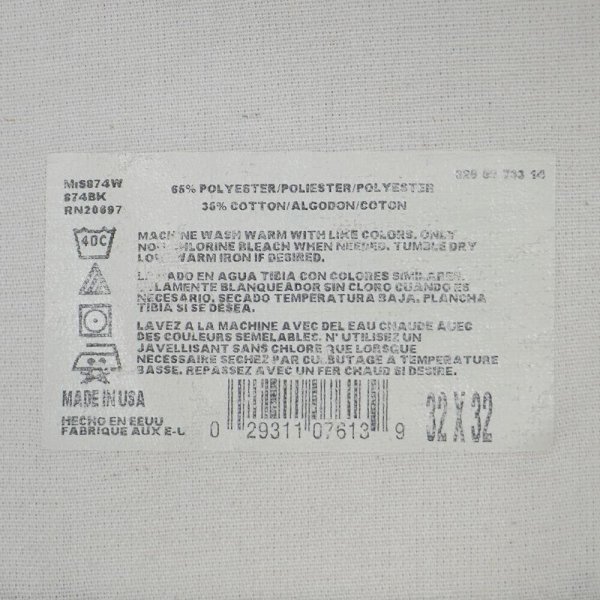 MIS874W
874BK
RN20697
65% POLYESTER/POLIESTER/POLYESTER
35% COTTON/ALGODON/COTON
40C
MACHINE WASH WARM WITH LIKE COLORS. ONLY
NON CHLORINE BLEACH WHEN NEEDED. TUMBLE DRY
LOW WARM IRON IF DESIRED.
LAVADO EN AGUA TIBIA CON COLORES SIMILARES.
SOLAMENTE BLANQUEADOR SIN CLORO CUANDO ES
NECESARIO. SECADO TEMPERATURA BAJA. PLANCHA
TIBIA SI SE DESEA.
LAVEZ A LA MACHINE AVEC DEL EAU CHAUDE AVEC
DES COULEURS SEMELABLES. N' UTILISEZ UN
JAVELLISANT SANS CHLORE QUE LORSQUE
NECESSAIRE SECHEZ PAR CULBUTAGE A TEMPERATURE
BASSE. REPASSEZ AVEC UN FER CHAUD SI DESIRE.
MADE IN USA
HECHO EN EEUU
FABRIQUE AUX E-U
0 29311 07613 9
32 X 32